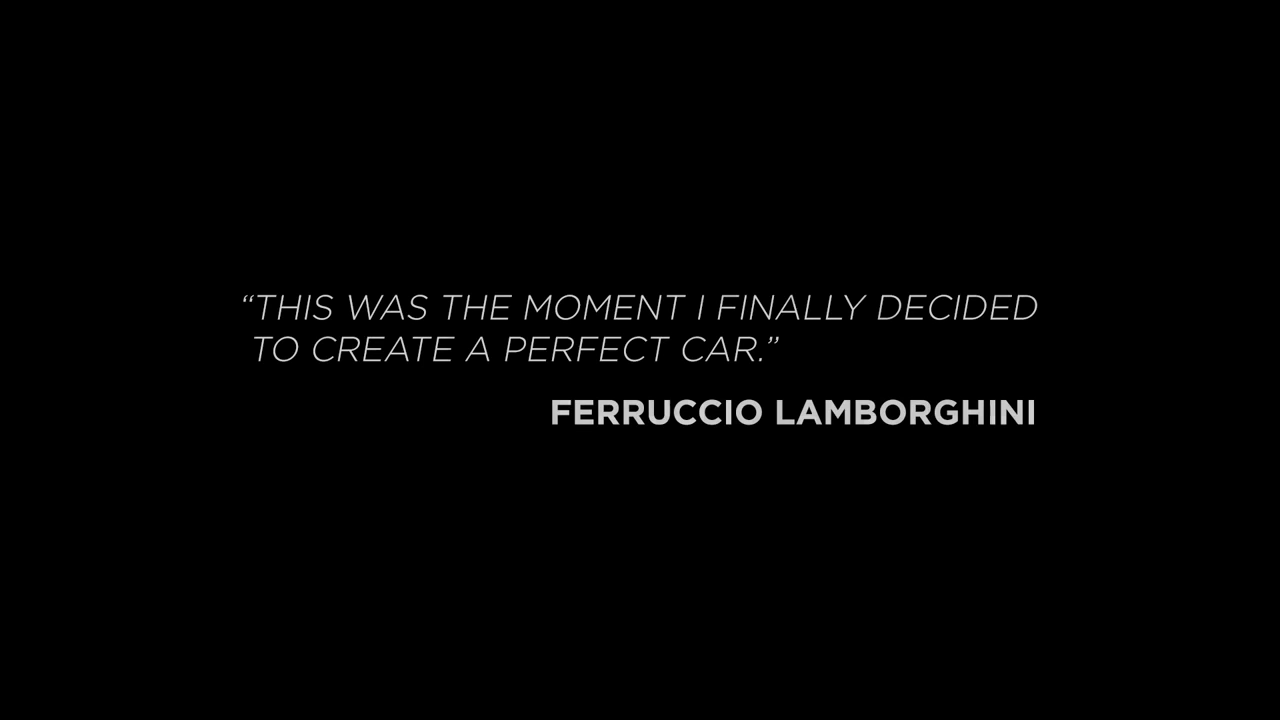 “THIS WAS THE MOMENT I FINALLY DECIDED
TO CREATE A PERFECT CAR.”
FERRUCCIO LAMBORGHINI